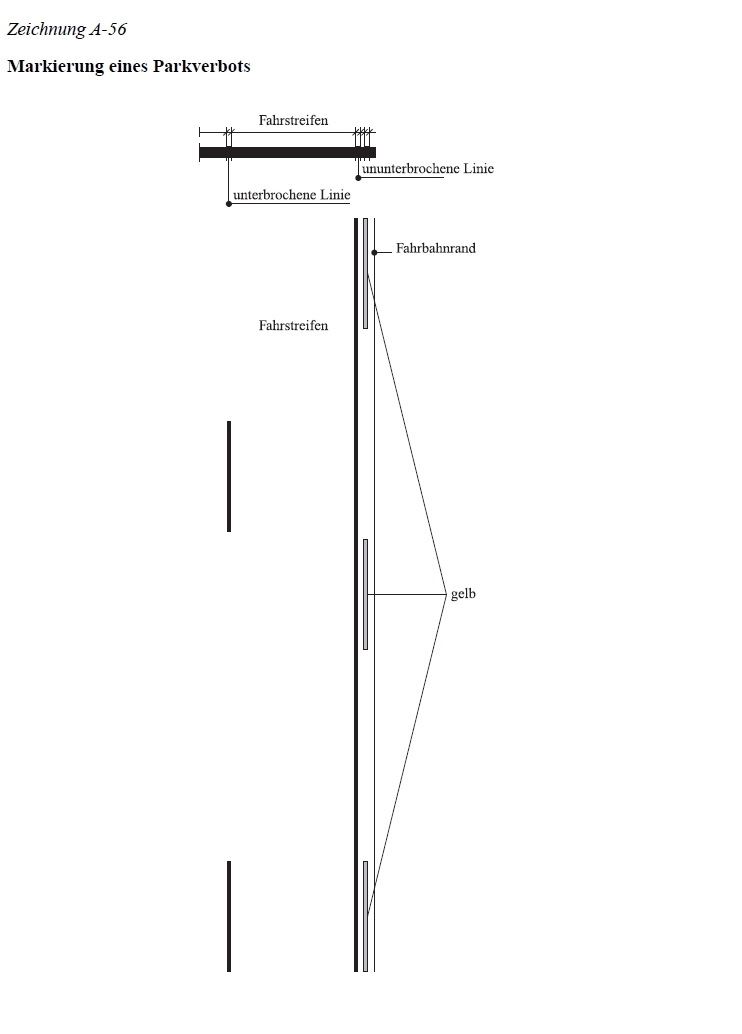 Zeichnung A-56
Markierung eines Parkverbots
Fahrstreifen
ununterbrochene Linie
unterbrochene Linie
Fahrbahnrand
Fahrstreifen
gelb